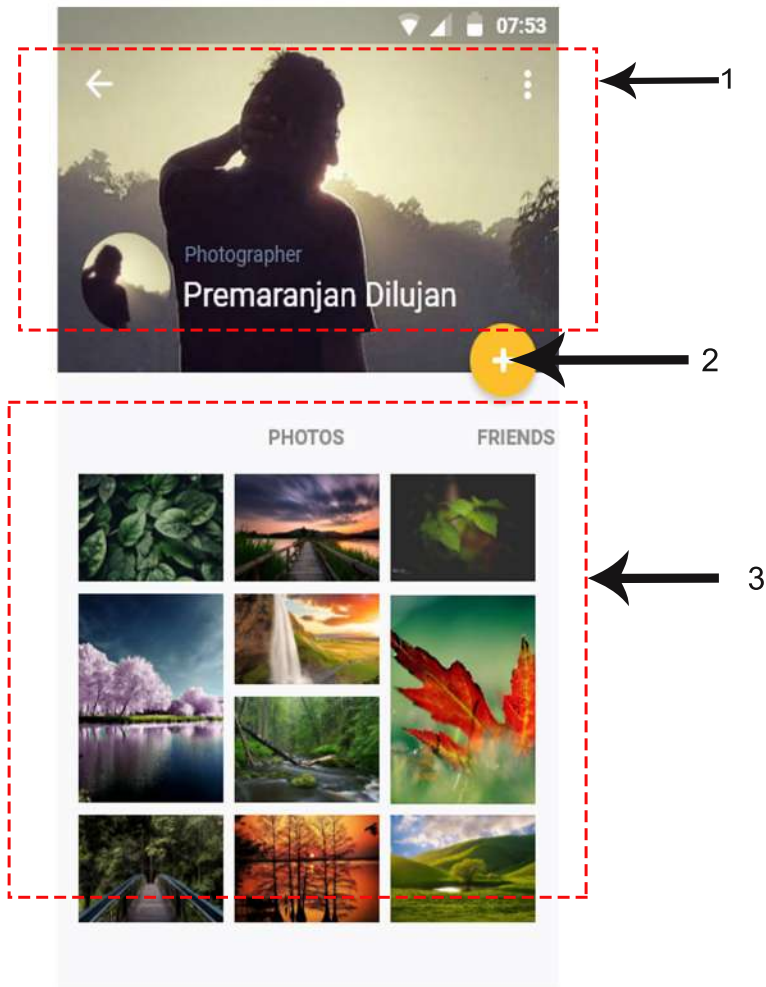 07:53
1
Photographer
Premaranjan Dilujan
2
PHOTOS FRIENDS
3